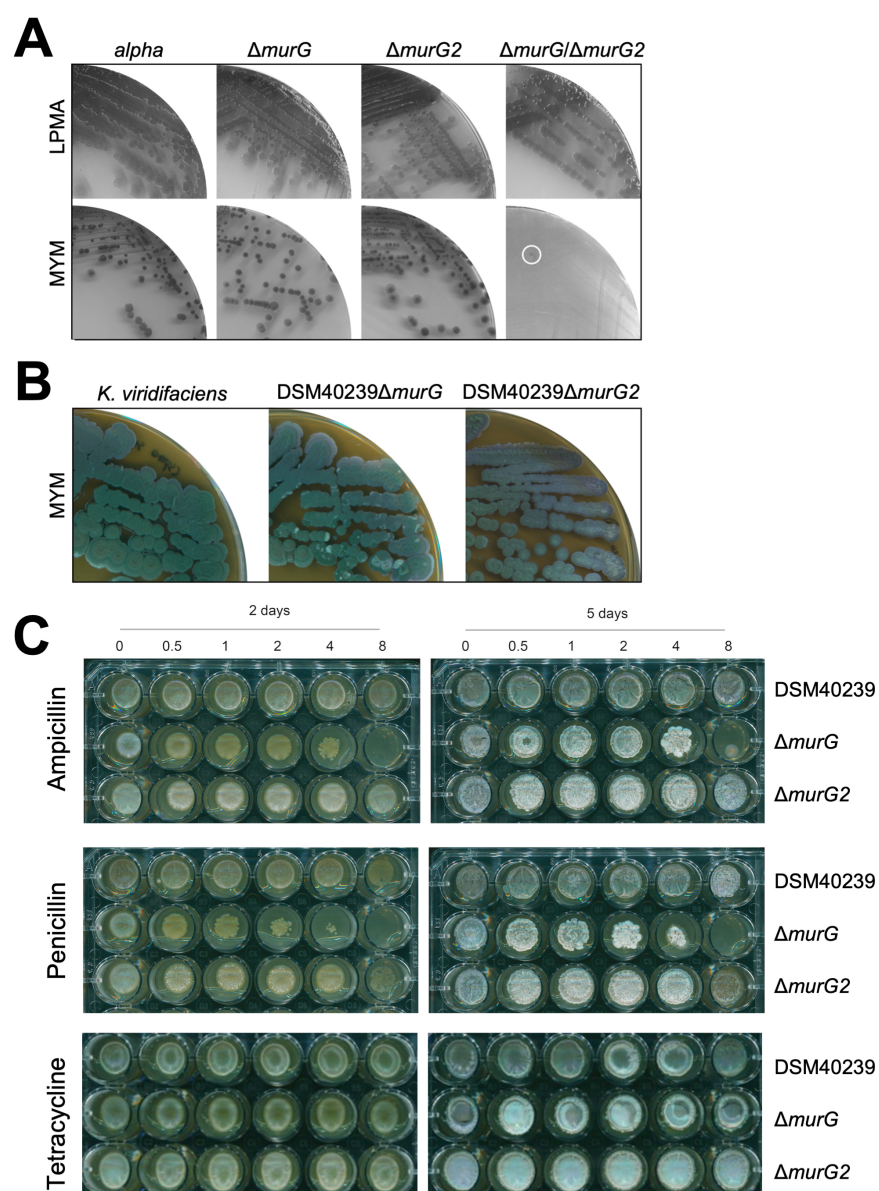 A
alpha ΔmurG ΔmurG2 ΔmurG/ΔmurG2
LPMA
MYM
B
K. viridifaciens DSM40239ΔmurG DSM40239ΔmurG2
MYM
C
2 days 5 days
0 0.5 1 2 4 8 0 0.5 1 2 4 8
Ampicillin
DSM40239
ΔmurG
ΔmurG2
Penicillin
DSM40239
ΔmurG
ΔmurG2
Tetracycline
DSM40239
ΔmurG
ΔmurG2